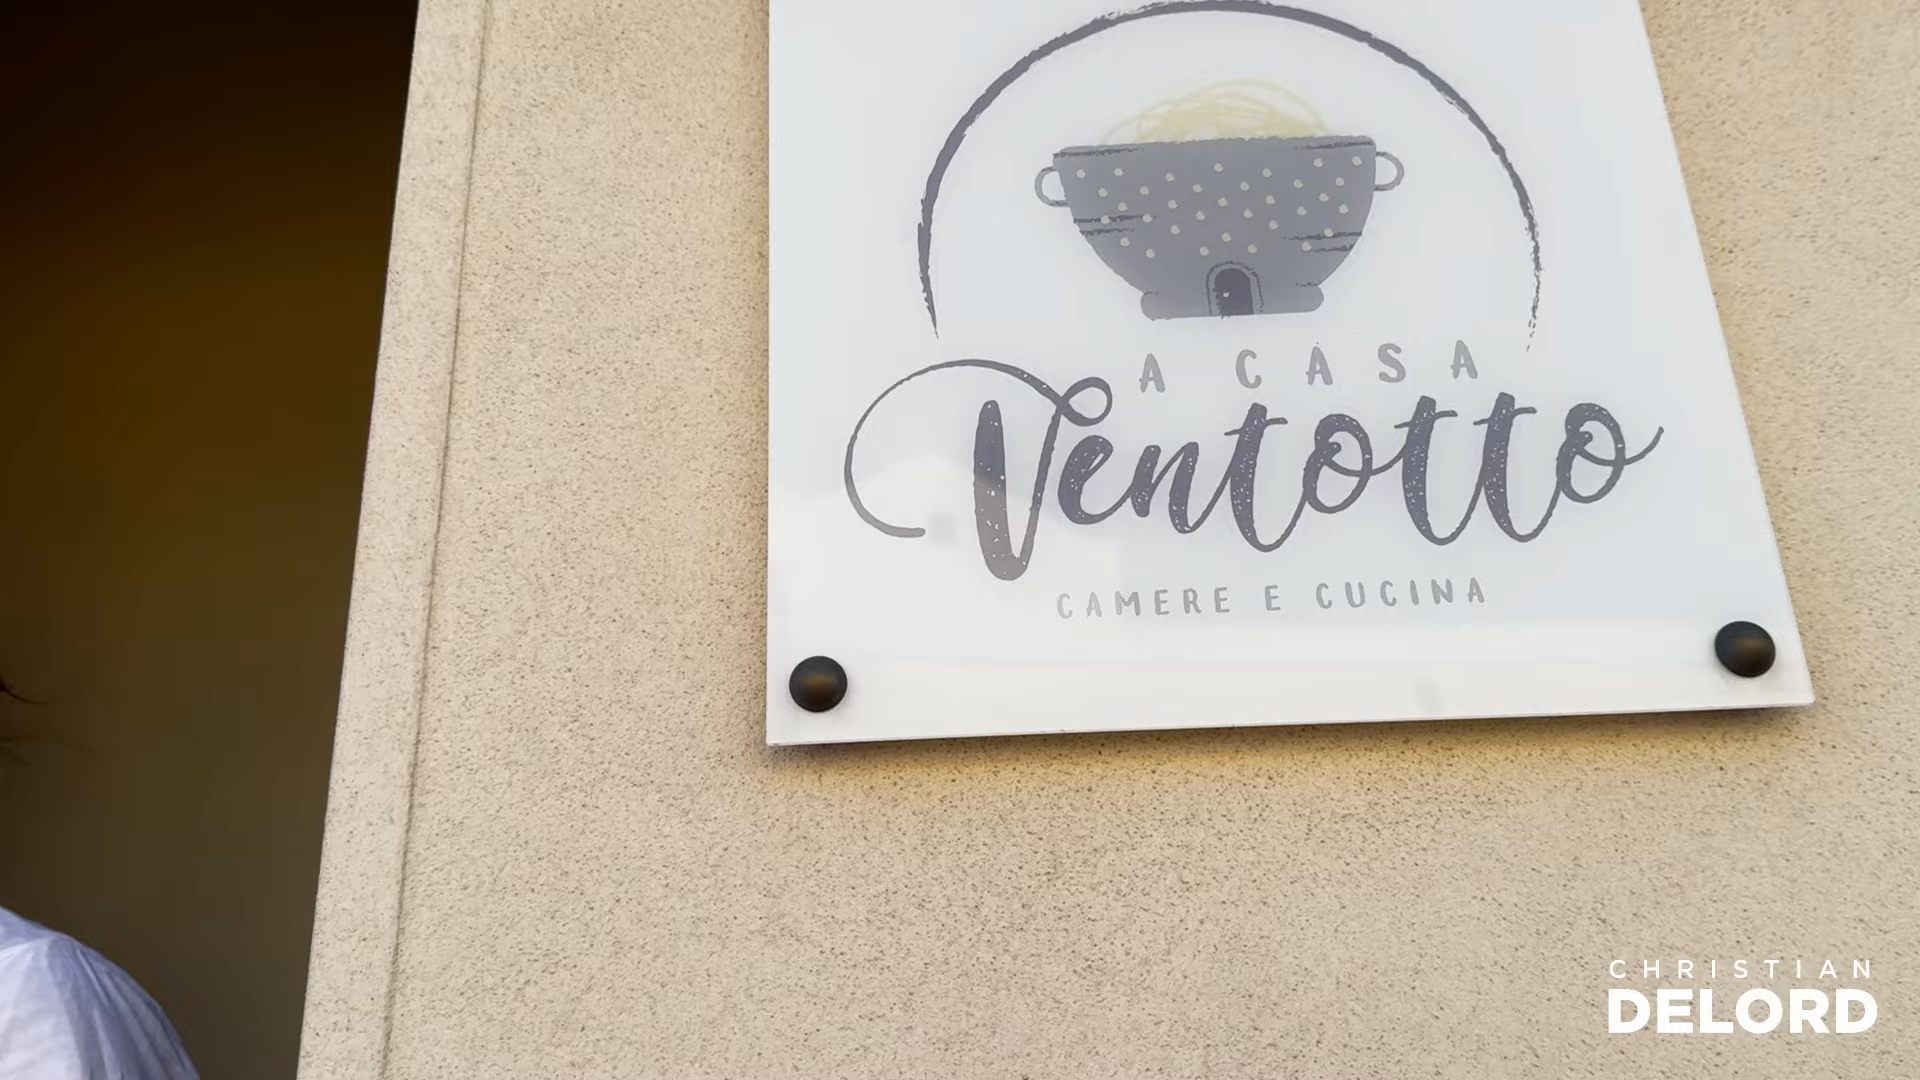 A CASA
Ventotto
CAMERE E CUCINA
CHRISTIAN
DELORD